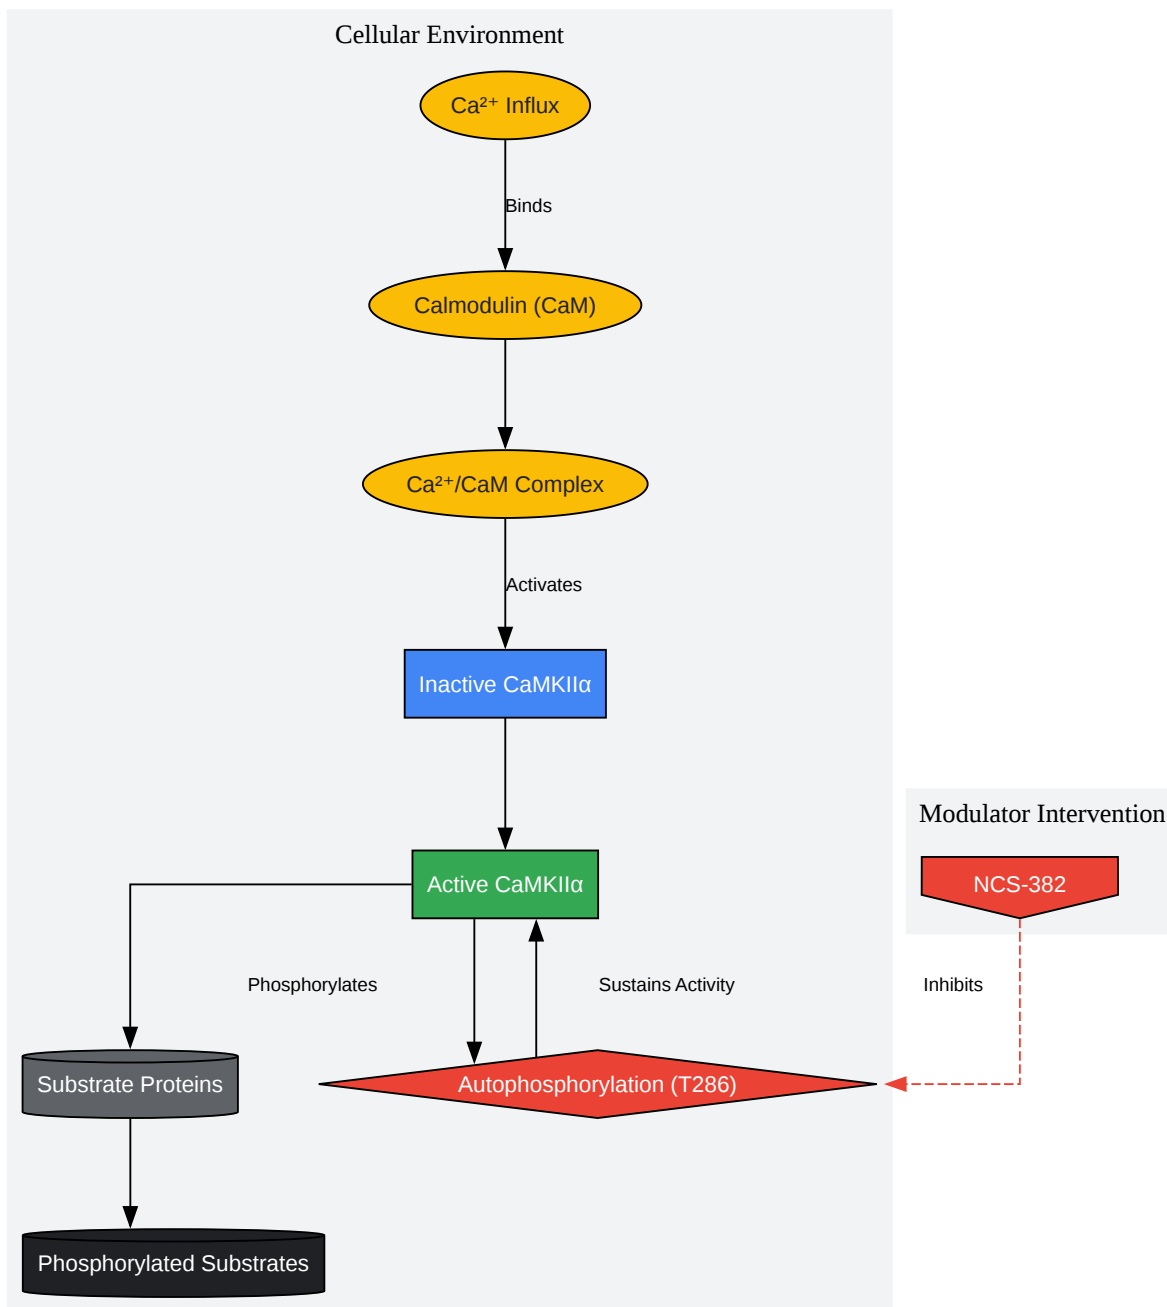 Cellular Environment
Ca²⁺ Influx
Binds
Calmodulin (CaM)
Ca²⁺/CaM Complex
Activates
Inactive CaMKIIα
Modulator Intervention
Active CaMKIIα
NCS-382
Phosphorylates
Sustains Activity
Inhibits
Substrate Proteins
Autophosphorylation (T286)
Phosphorylated Substrates